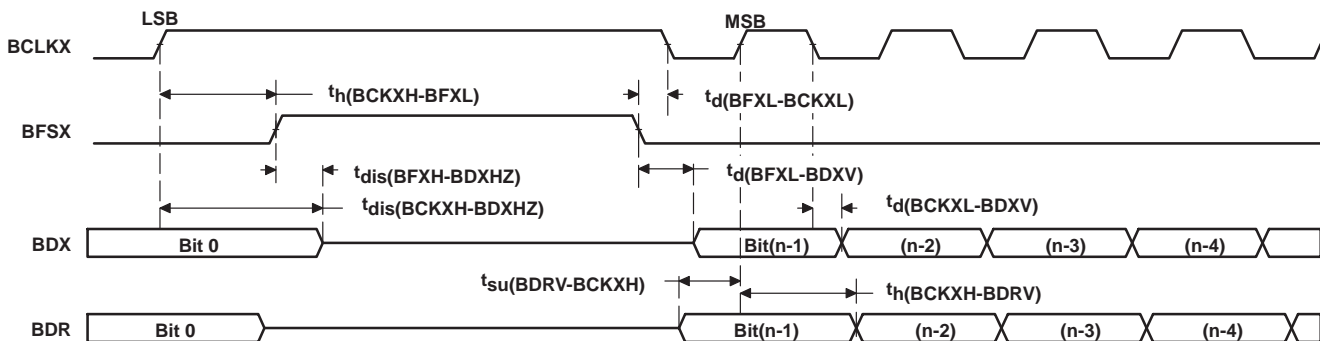 LSB
MSB
BCLKX
th(BCKXH-BFXL)
td(BFXL-BCKXL)
BFSX
tdis(BFXH-BDXHZ)
td(BFXL-BDXV)
tdis(BCKXH-BDXHZ)
td(BCKXL-BDXV)
BDX
Bit 0
Bit(n-1)
(n-2)
(n-3)
(n-4)
tsu(BDRV-BCKXH)
th(BCKXH-BDRV)
BDR
Bit 0
Bit(n-1)
(n-2)
(n-3)
(n-4)